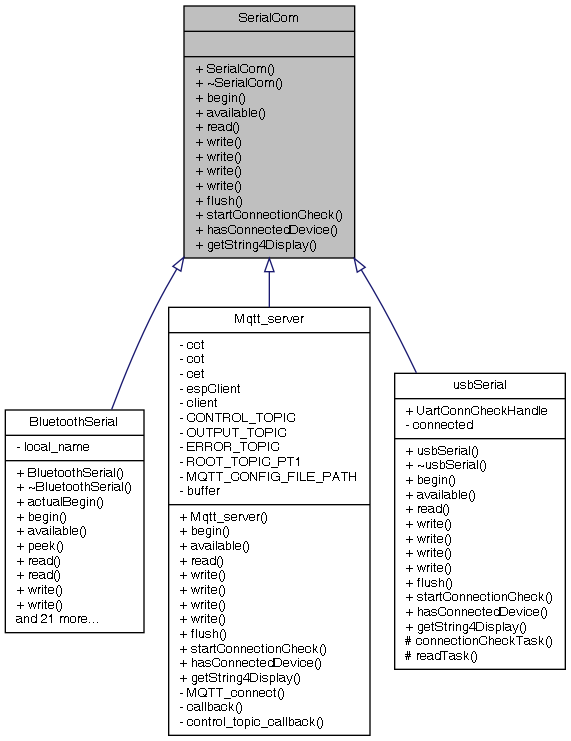 SerialCom
+ SerialCom()
+ ~SerialCom()
+ begin()
+ available()
+ read()
+ write()
+ write()
+ write()
+ write()
+ flush()
+ startConnectionCheck()
+ hasConnectedDevice()
+ getString4Display()
BluetoothSerial
- local_name
+ BluetoothSerial()
+ ~BluetoothSerial()
+ actualBegin()
+ begin()
+ available()
+ peek()
+ read()
+ read()
+ write()
+ write()
and 21 more...
Mqtt_server
- cct
- cot
- cet
- espClient
- client
- CONTROL_TOPIC
- OUTPUT_TOPIC
- ERROR_TOPIC
- ROOT_TOPIC_PT1
- MQTT_CONFIG_FILE_PATH
- buffer
+ Mqtt_server()
+ begin()
+ available()
+ read()
+ write()
+ write()
+ write()
+ write()
+ flush()
+ startConnectionCheck()
+ hasConnectedDevice()
+ getString4Display()
- MQTT_connect()
- callback()
- control_topic_callback()
usbSerial
+ UartConnCheckHandle
- connected
+ usbSerial()
+ ~usbSerial()
+ begin()
+ available()
+ read()
+ write()
+ write()
+ write()
+ write()
+ flush()
+ startConnectionCheck()
+ hasConnectedDevice()
+ getString4Display()
# connectionCheckTask()
# readTask()